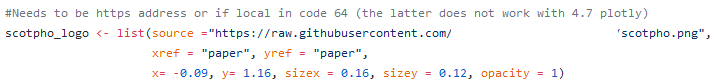 #Needs to be https address or if local in code 64 (the latter does not work with 4.7 plotly)
scotpho_logo <- list(source ="https://raw.githubusercontent.com/ 'scotpho.png",
xref = "paper", yref = "paper",
x= -0.09, y= 1.16, sizex = 0.16, sizey = 0.12, opacity = 1)